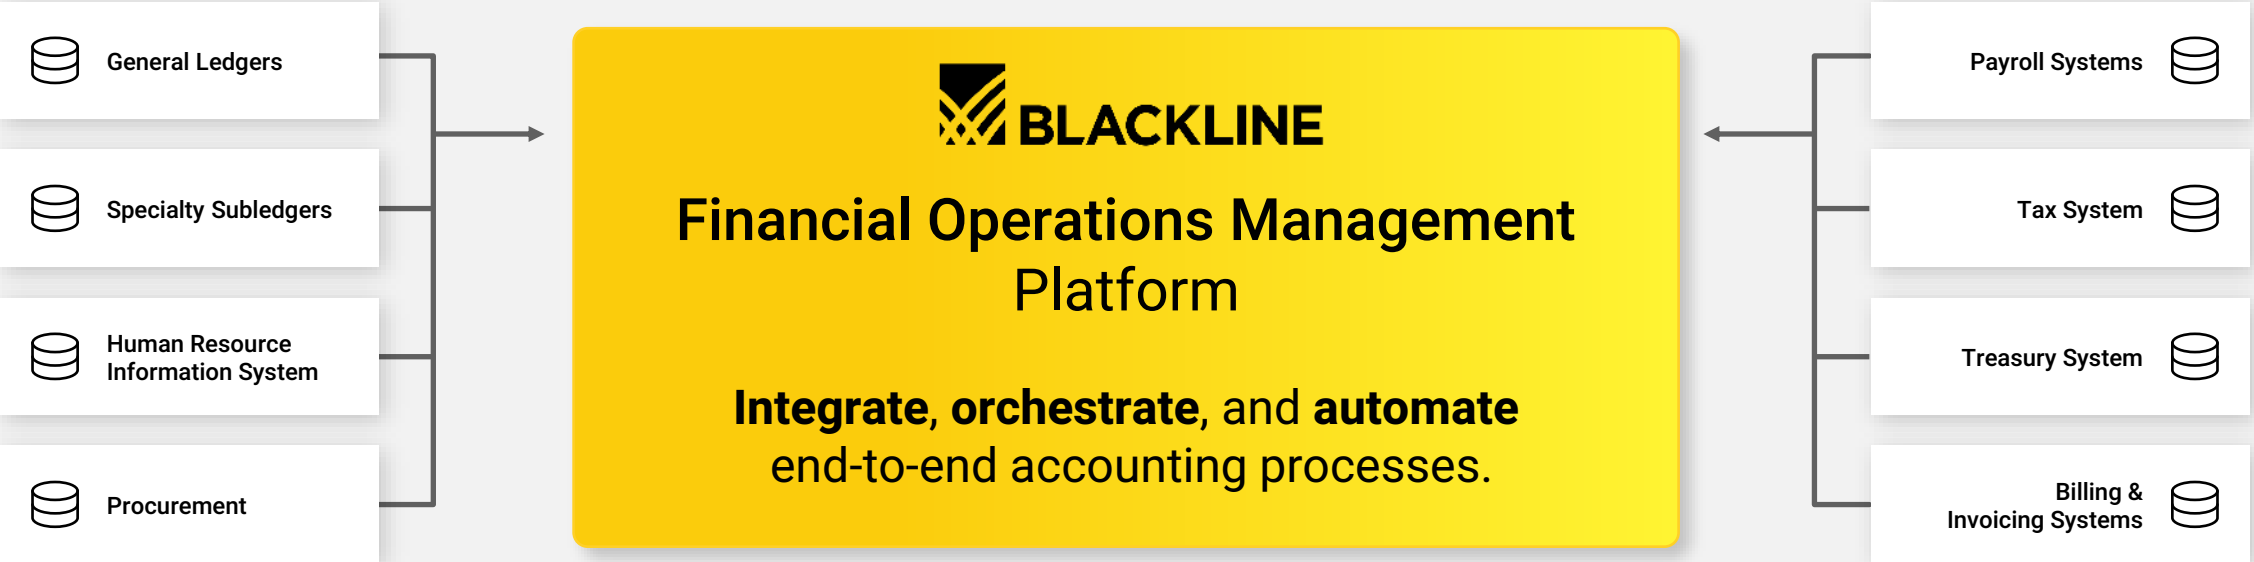 General Ledgers
Specialty Subledgers
Human Resource
Information System
Procurement
BLACKLINE
Financial Operations Management
Platform
Integrate, orchestrate, and automate
end-to-end accounting processes.
Payroll Systems
Tax System
Treasury System
Billing &
Invoicing Systems